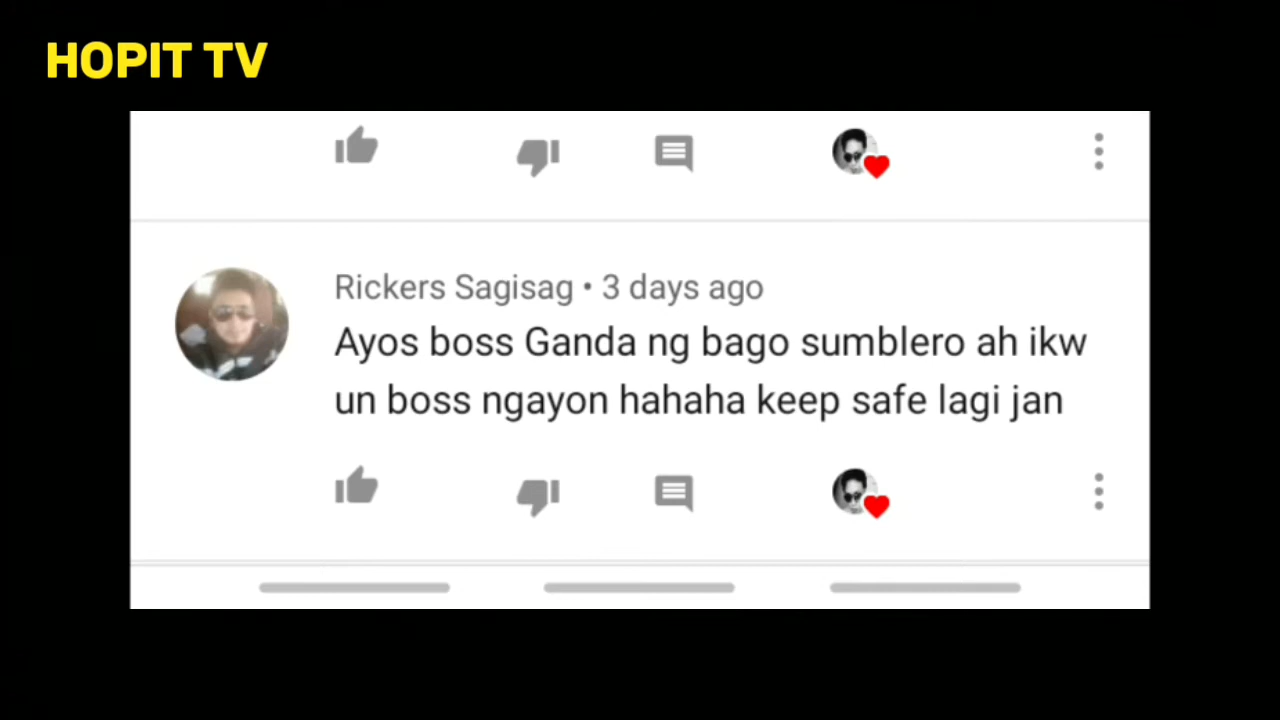 HOPIT TV
Rickers Sagisag • 3 days ago
Ayos boss Ganda ng bago sumblero ah ikw
un boss ngayon hahaha keep safe lagi jan